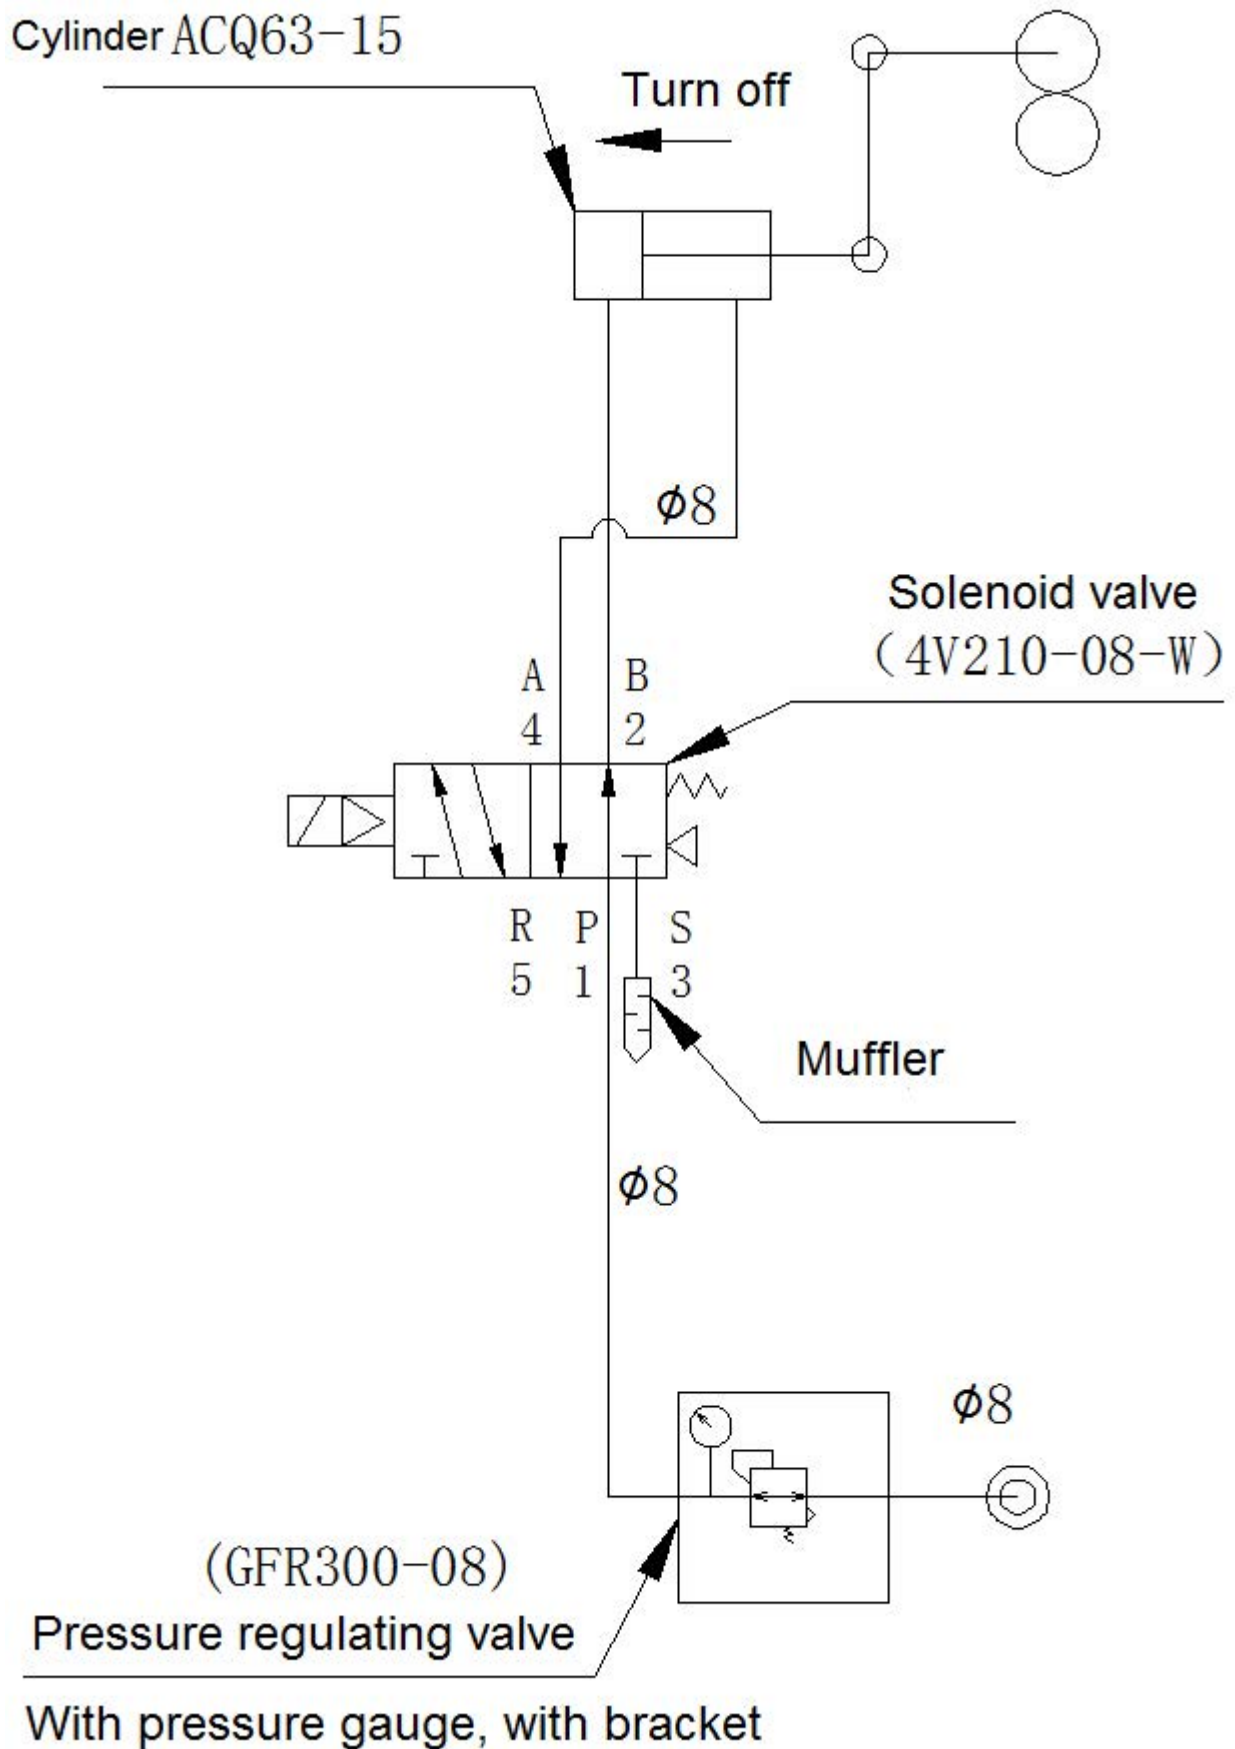 Cylinder ACQ63-15
Turn off
ϕ8
Solenoid valve
(4V210-08-W)
A B
4 2
R P S
5 1 3
Muffler
ϕ8
ϕ8
(GFR300-08)
Pressure regulating valve
With pressure gauge, with bracket